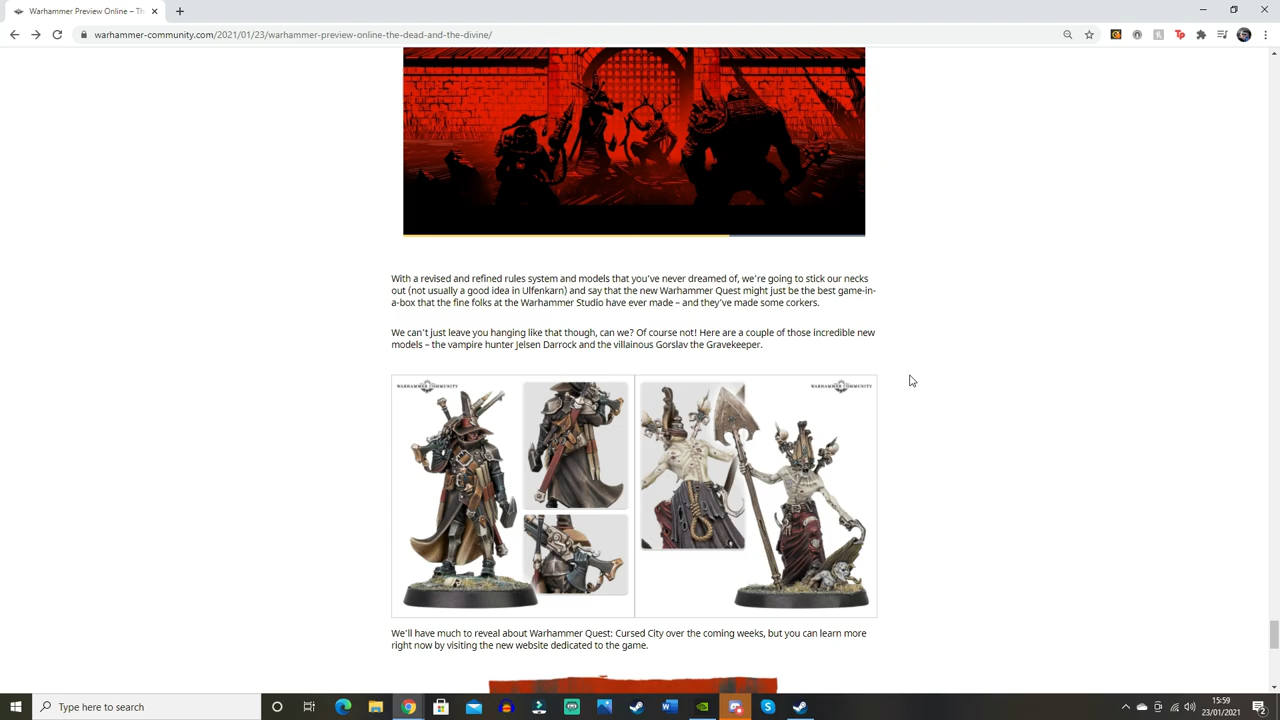 Warhammer Preview Online – Th
warhammer-community.com/2021/01/23/warhammer-preview-online-the-dead-and-the-divine/
With a revised and refined rules system and models that you've never dreamed of, we're going to stick our necks
out (not usually a good idea in Ulfenkarn) and say that the new Warhammer Quest might just be the best game-in-
a-box that the fine folks at the Warhammer Studio have ever made – and they've made some corkers.
We can't just leave you hanging like that though, can we? Of course not! Here are a couple of those incredible new
models – the vampire hunter Jelsen Darrock and the villainous Gorslav the Gravekeeper.
WARHAMMER COMMUNITY
WARHAMMER COMMUNITY
We'll have much to reveal about Warhammer Quest: Cursed City over the coming weeks, but you can learn more
right now by visiting the new website dedicated to the game.
Type here to search
15:59
23/01/2021